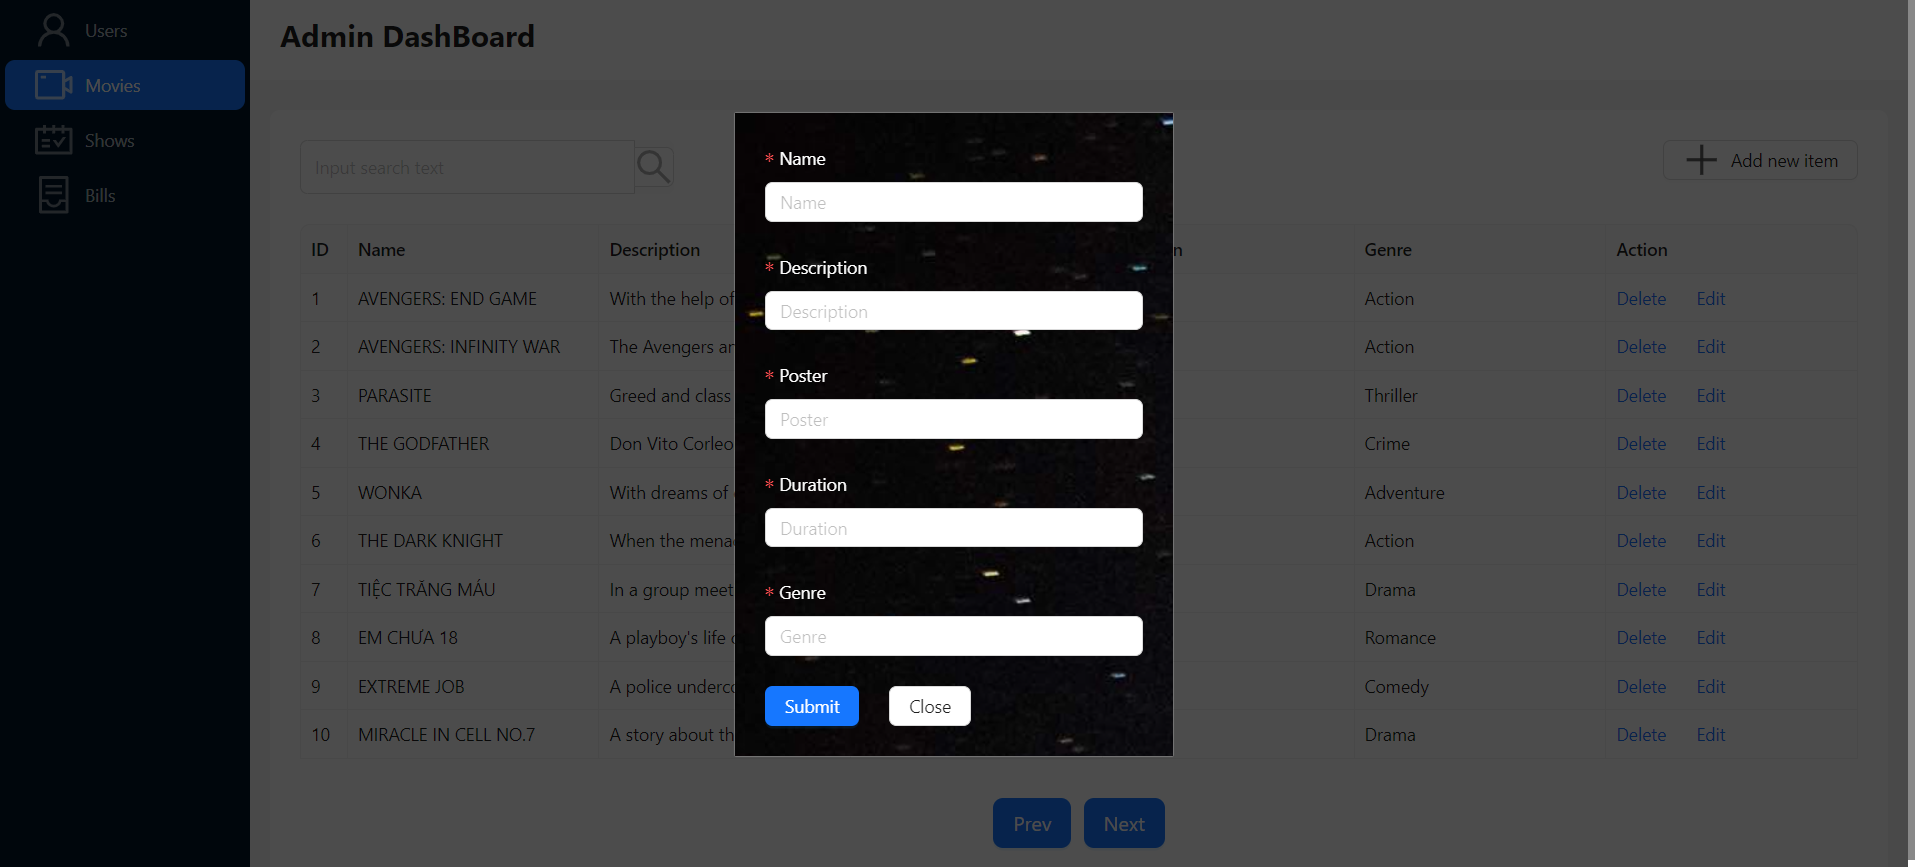 Users
Movies
Shows
Bills
Admin DashBoard
Input search text
Add new item
ID Name Description Genre Action
1 AVENGERS: END GAME With the help of Action Delete Edit
2 AVENGERS: INFINITY WAR The Avengers Action Delete Edit
3 PARASITE Greed and class Thriller Delete Edit
4 THE GODFATHER Don Vito Corleo Crime Delete Edit
5 WONKA With dreams of Adventure Delete Edit
6 THE DARK KNIGHT When the mena Action Delete Edit
7 TIỆC TRĂNG MÁU In a group meet Drama Delete Edit
8 EM CHƯA 18 A playboy's life Romance Delete Edit
9 EXTREME JOB A police underc Comedy Delete Edit
10 MIRACLE IN CELL NO.7 A story about th Drama Delete Edit
Prev Next
* Name
Name
* Description
Description
* Poster
Poster
* Duration
Duration
* Genre
Genre
Submit Close